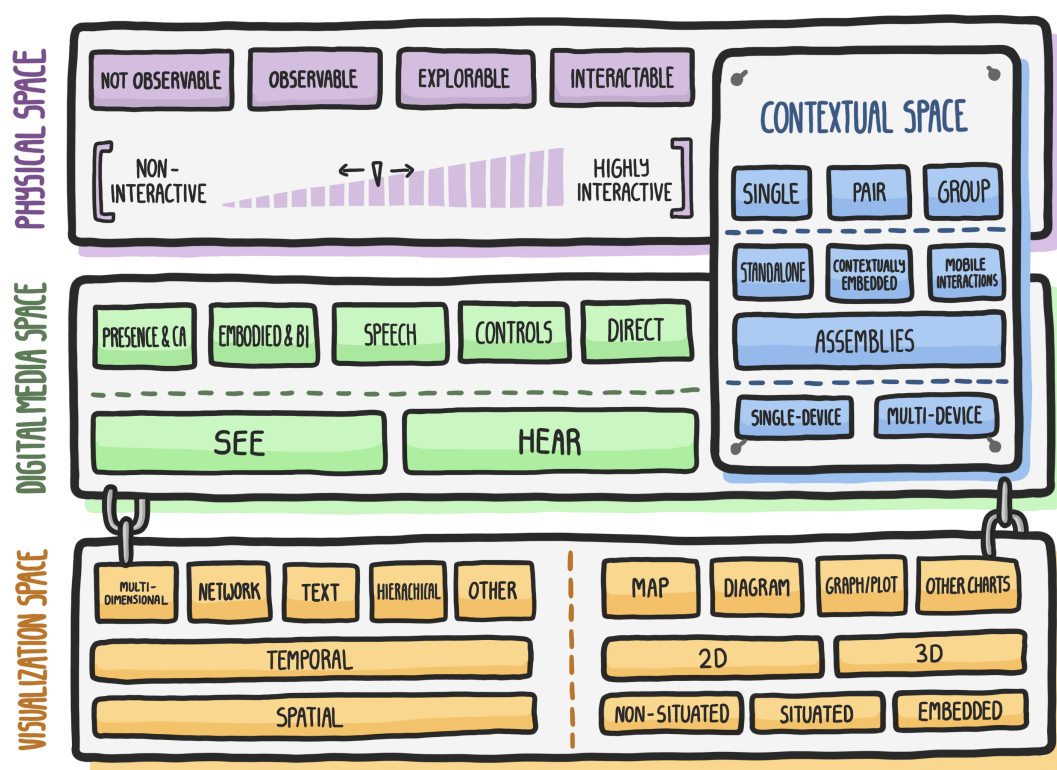 PHYSICAL SPACE
NOT OBSERVABLE
OBSERVABLE
EXPLORABLE
INTERACTABLE
NON-
INTERACTIVE
HIGHLY
INTERACTIVE
CONTEXTUAL SPACE
SINGLE
PAIR
GROUP
STANDALONE
CONTEXTUALLY
EMBEDDED
MOBILE
INTERACTIONS
ASSEMBLIES
SINGLE-DEVICE
MULTI-DEVICE
DIGITAL MEDIA SPACE
PRESENCE & CA
EMBODIED & BI
SPEECH
CONTROLS
DIRECT
SEE
HEAR
VISUALIZATION SPACE
MULTI-
DIMENSIONAL
NETWORK
TEXT
HIERACHICAL
OTHER
TEMPORAL
SPATIAL
MAP
DIAGRAM
GRAPH/PLOT
OTHER CHARTS
2D
3D
NON-SITUATED
SITUATED
EMBEDDED